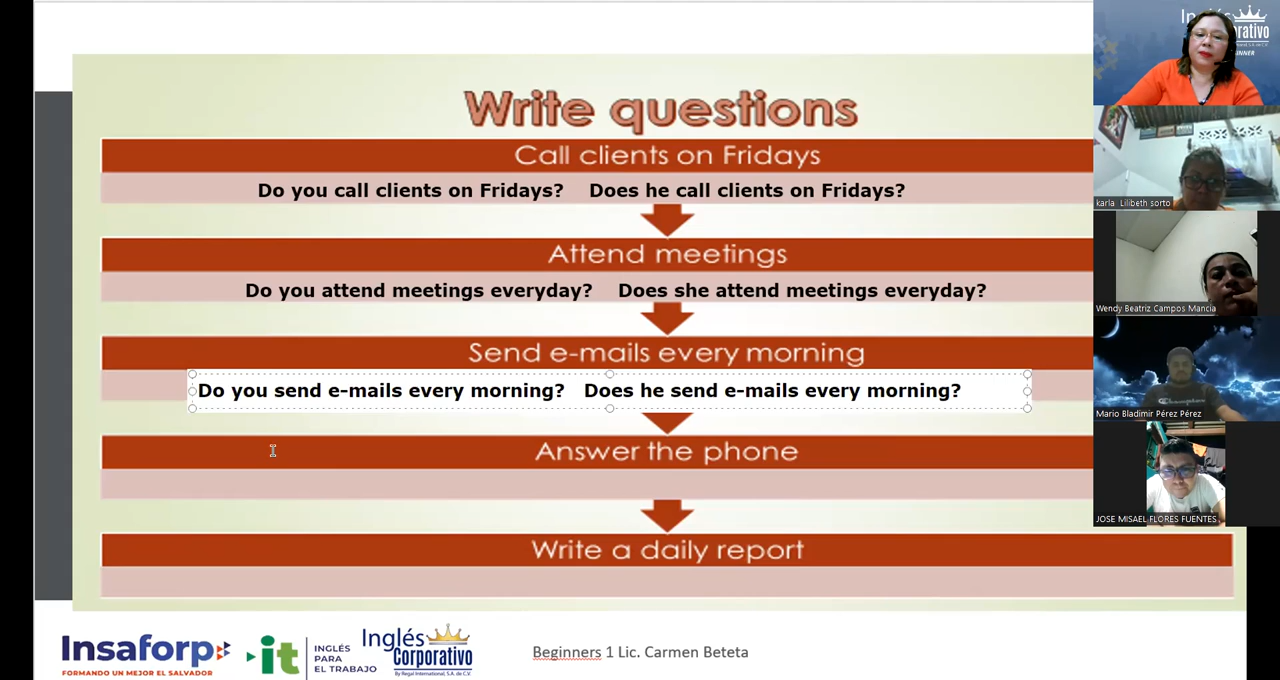 Write questions
Call clients on Fridays
Do you call clients on Fridays? Does he call clients on Fridays?
Attend meetings
Do you attend meetings everyday? Does she attend meetings everyday?
Send e-mails every morning
Do you send e-mails every morning? Does he send e-mails every morning?
Answer the phone
Write a daily report
Insaforp
FORMANDO UN MEJOR EL SALVADOR
it
INGLÉS
PARA
EL TRABAJO
Inglés
Corporativo
By Regal International, S.A. de C.V.
Beginners 1 Lic. Carmen Beteta
karla Lilibeth sorto
Wendy Beatriz Campos Mancia
Mario Bladimir Pérez Pérez
JOSE MISAEL FLORES FUENTES